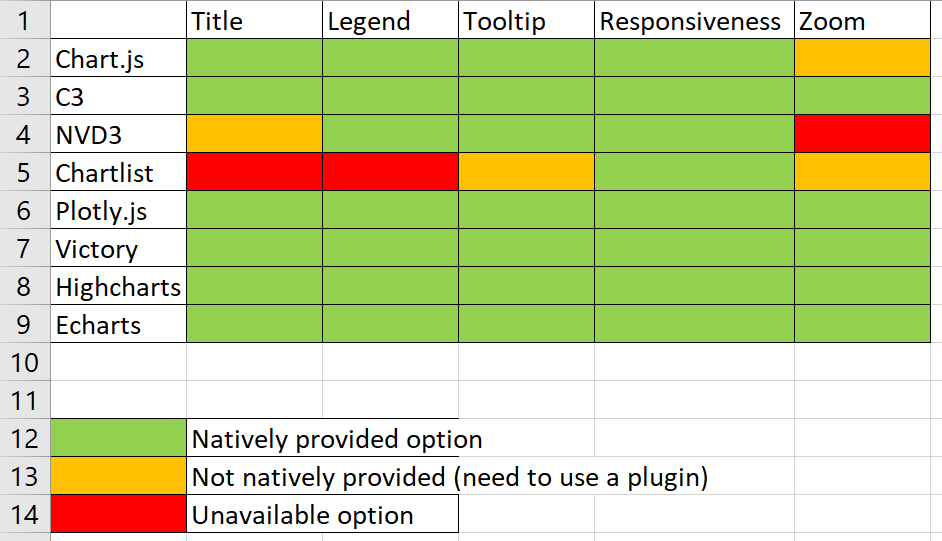 1 Title Legend Tooltip Responsiveness Zoom
2 Chart.js
3 C3
4 NVD3
5 Chartlist
6 Plotly.js
7 Victory
8 Highcharts
9 Echarts
10
11
12 Natively provided option
13 Not natively provided (need to use a plugin)
14 Unavailable option